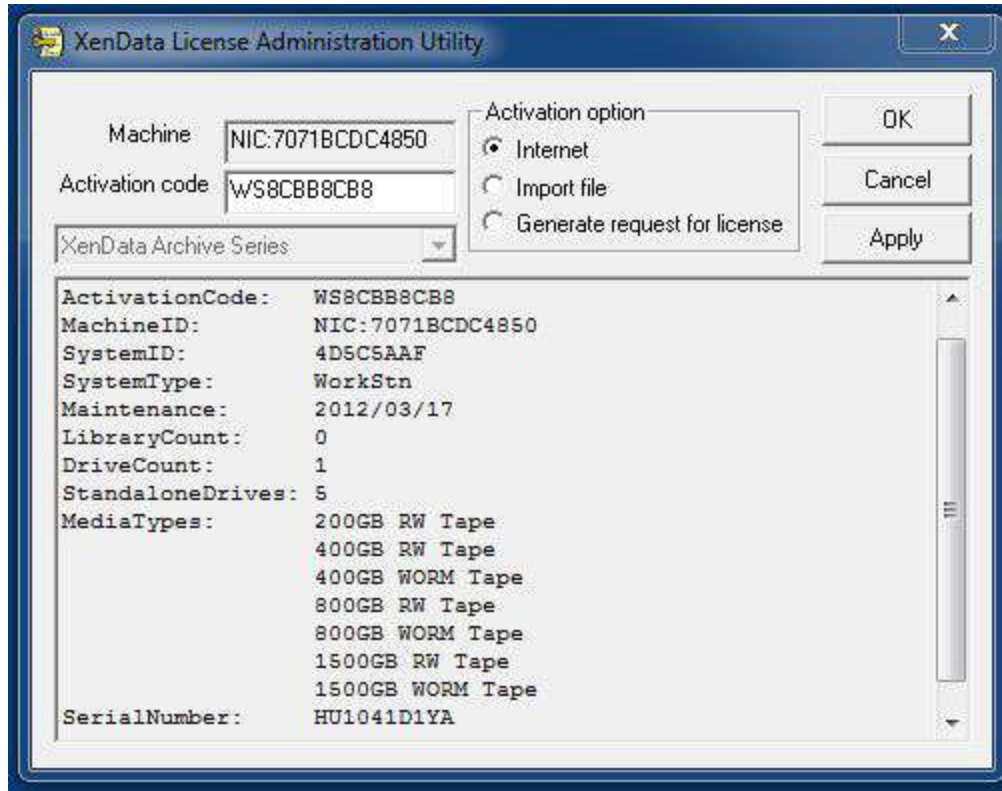 XenData License Administration Utility
Machine
NIC:7071BCDC4850
Activation code
WS8CBB8CB8
XenData Archive Series
Activation option
Internet
Import file
Generate request for license
OK
Cancel
Apply
ActivationCode: WS8CBB8CB8
MachineID: NIC:7071BCDC4850
SystemID: 4D5C5AAF
SystemType: WorkStn
Maintenance: 2012/03/17
LibraryCount: 0
DriveCount: 1
StandaloneDrives: 5
MediaTypes: 200GB RW Tape
400GB RW Tape
400GB WORM Tape
800GB RW Tape
800GB WORM Tape
1500GB RW Tape
1500GB WORM Tape
SerialNumber: HU1041D1YA